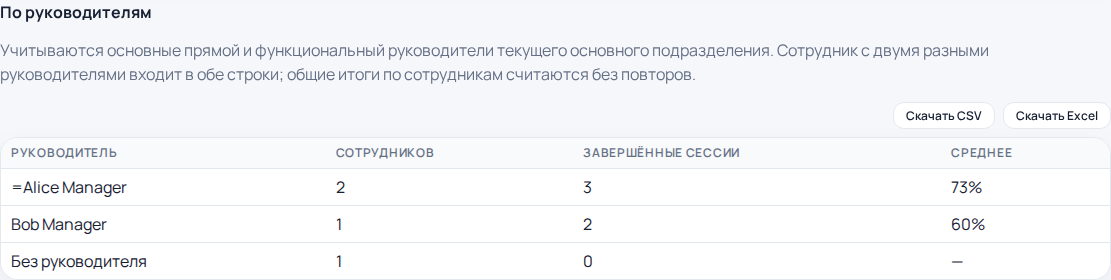 По руководителям
Учитываются основные прямой и функциональный руководители текущего основного подразделения. Сотрудник с двумя разными
руководителями входит в обе строки; общие итоги по сотрудникам считаются без повторов.
Скачать CSV Скачать Excel
РУКОВОДИТЕЛЬ СОТРУДНИКОВ ЗАВЕРШЁННЫЕ СЕССИИ СРЕДНЕЕ
=Alice Manager 2 3 73%
Bob Manager 1 2 60%
Без руководителя 1 0 —